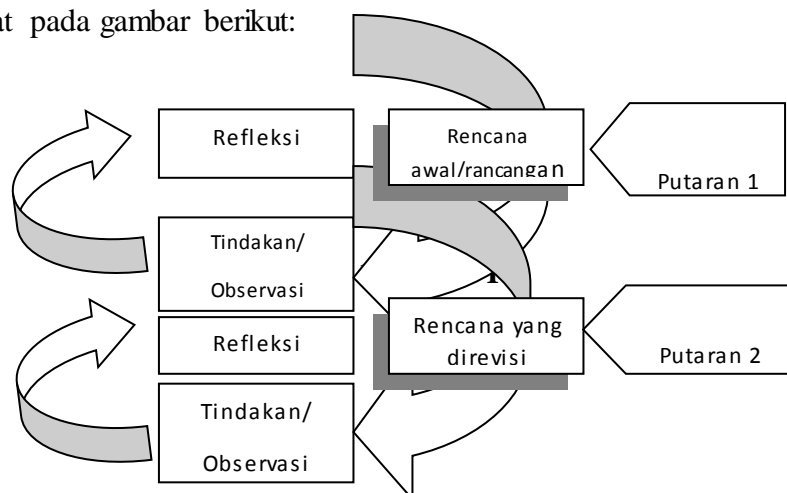 at pada gambar berikut:
Refleksi
Rencana
awal/rancangan
Putaran 1
Tindakan/
Observasi
Refleksi
Rencana yang
direvisi
Putaran 2
Tindakan/
Observasi